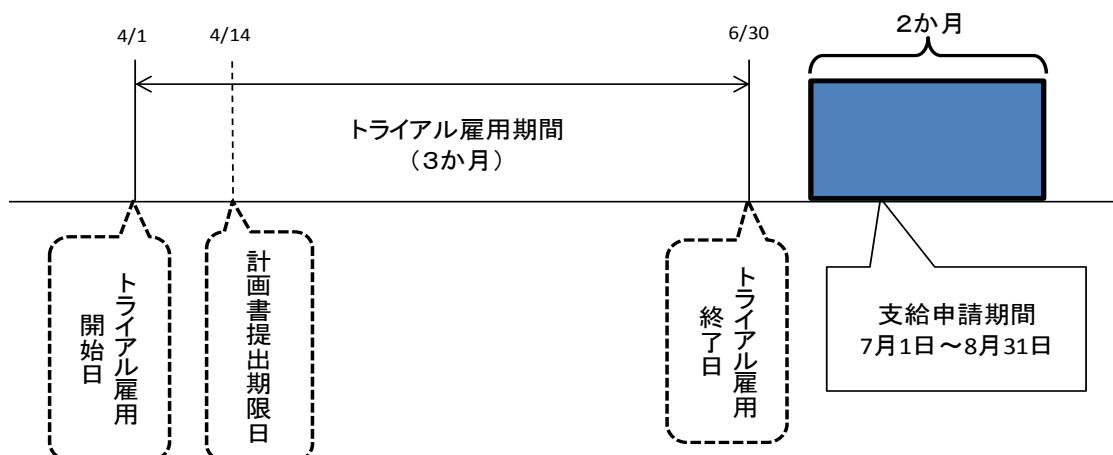 4/1
4/14
6/30
2か月
トライアル雇用期間
（３か月）
トライアル雇用
開始日
計画書提出期限日
トライアル雇用
終了日
支給申請期間
7月1日～8月31日